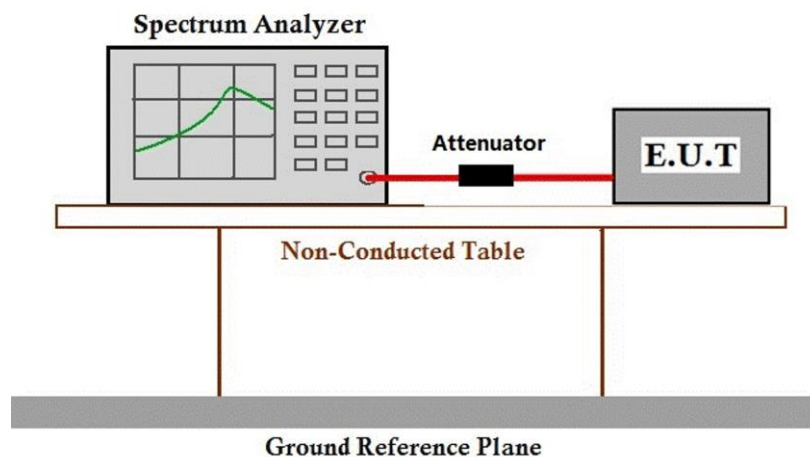 Spectrum Analyzer
Attenuator
E.U.T
Non-Conducted Table
Ground Reference Plane